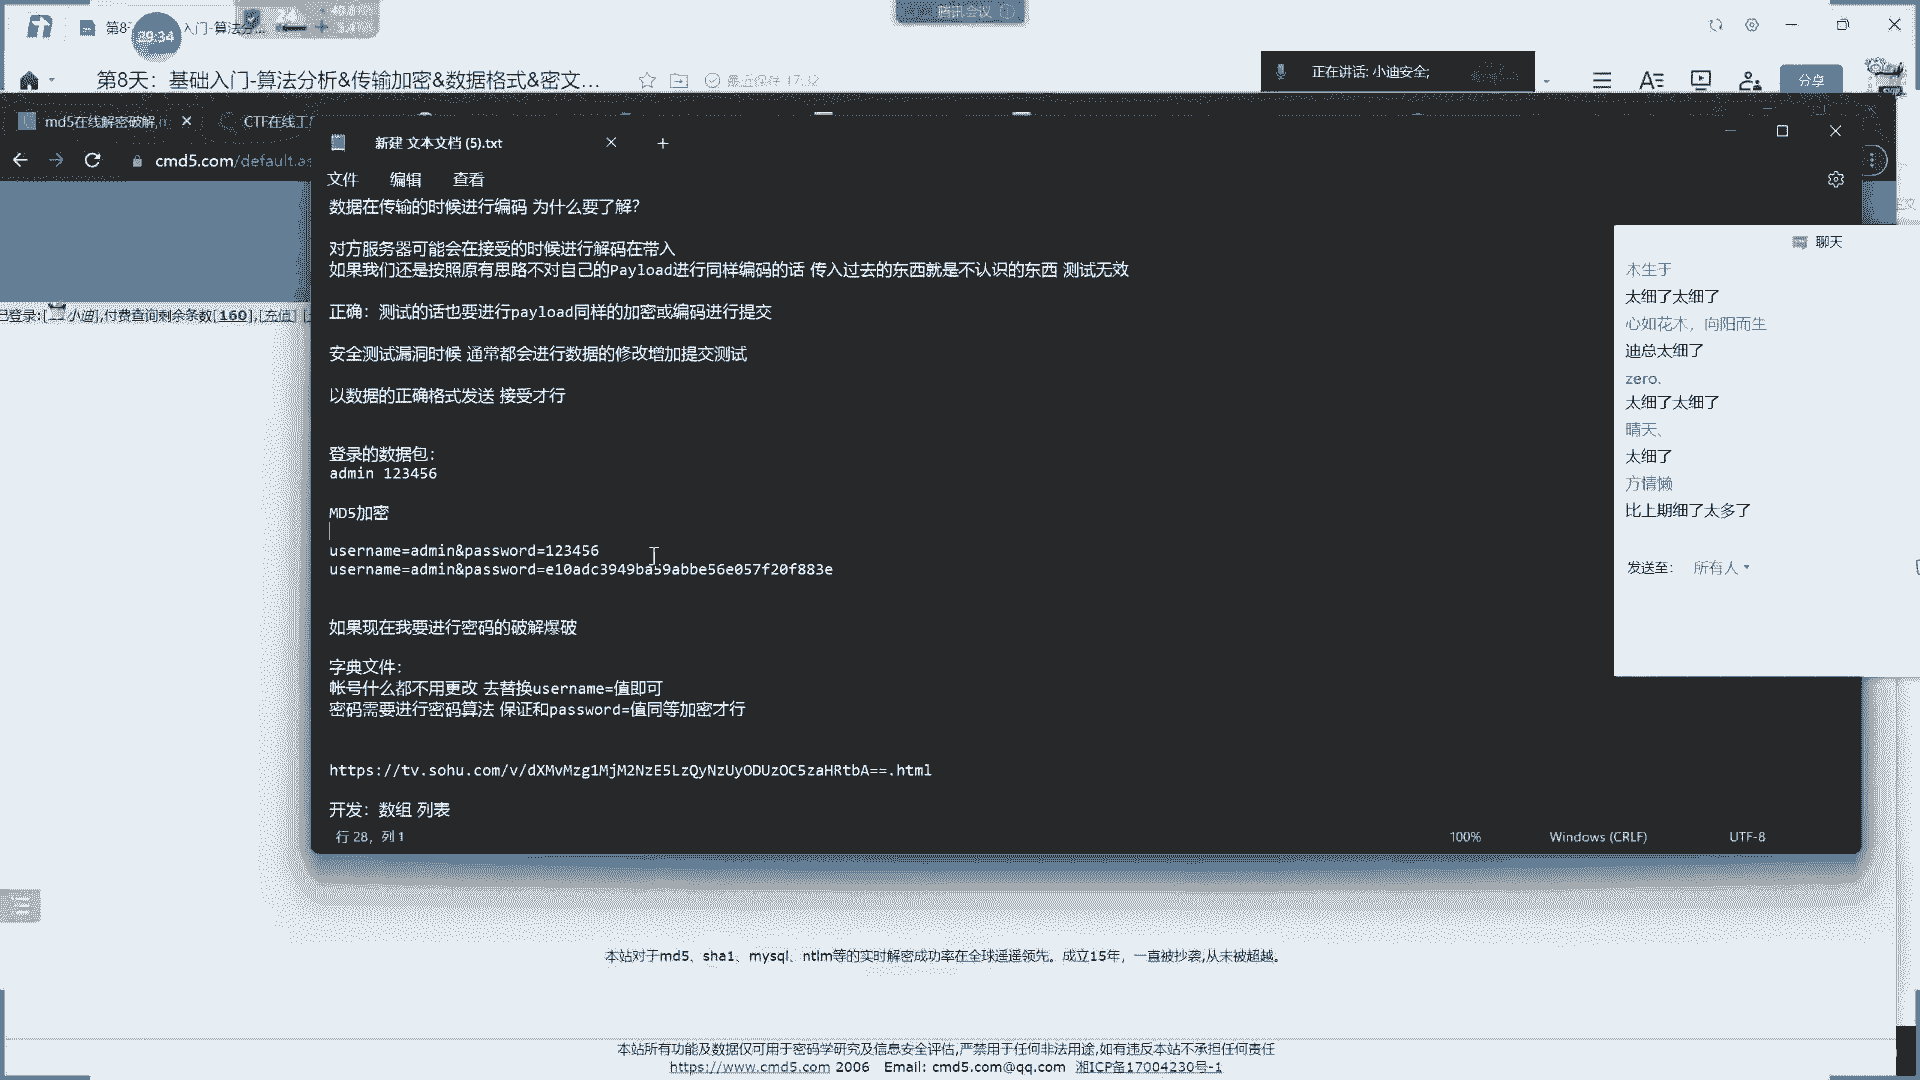 腾讯会议
29:34
第8天：基础入门-算法分析&传输加密&数据格式&密文...
最近保存 17:32
正在讲话: 小迪安全;
分享
md5在线解密破解,
CTF在线工
cmd5.com/default.as
新建 文本文档 (5).txt
文件 编辑 查看
数据在传输的时候进行编码 为什么要了解？
对方服务器可能会在接受的时候进行解码在带入
如果我们还是按照原有思路不对自己的Payload进行同样编码的话 传入过去的东西就是不认识的东西 测试无效
正确：测试的话也要进行payload同样的加密或编码进行提交
安全测试漏洞时候 通常都会进行数据的修改增加提交测试
以数据的正确格式发送 接受才行
登录的数据包：
admin 123456
MD5加密
username=admin&password=123456
username=admin&password=e10adc3949ba59abbe56e057f20f883e
如果现在我要进行密码的破解爆破
字典文件：
帐号什么都不用更改 去替换username=值即可
密码需要进行密码算法 保证和password=值同等加密才行
https://tv.sohu.com/v/dXMvMzg1MjM2NzE5LzQyNzUyODUzOC5zaHRtbA==.html
开发：数组 列表
行 28，列 1
100%
Windows (CRLF)
UTF-8
已登录:[小迪],付费查询剩余条数[160],[充值]
聊天
木生于
太细了太细了
心如花木，向阳而生
迪总太细了
zero、
太细了太细了
晴天、
太细了
方情懒
比上期细了太多了
发送至： 所有人
本站对于md5、sha1、mysql、ntlm等的实时解密成功率在全球遥遥领先。成立15年，一直被抄袭,从未被超越。
本站所有功能及数据仅可用于密码学研究及信息安全评估,严禁用于任何非法用途,如有违反本站不承担任何责任
https://www.cmd5.com 2006 Email: cmd5.com@qq.com 湘ICP备17004230号-1